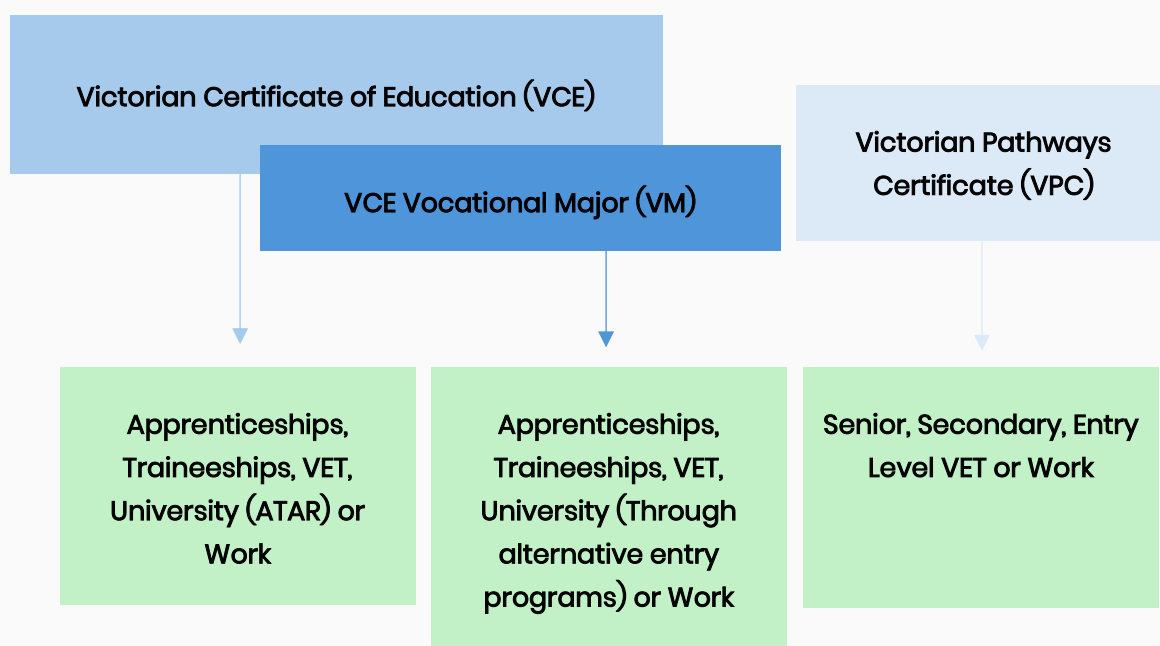 Victorian Certificate of Education (VCE)
VCE Vocational Major (VM)
Victorian Pathways
Certificate (VPC)
Apprenticeships,
Traineeships, VET,
University (ATAR) or
Work
Apprenticeships,
Traineeships, VET,
University (Through
alternative entry
programs) or Work
Senior, Secondary, Entry
Level VET or Work